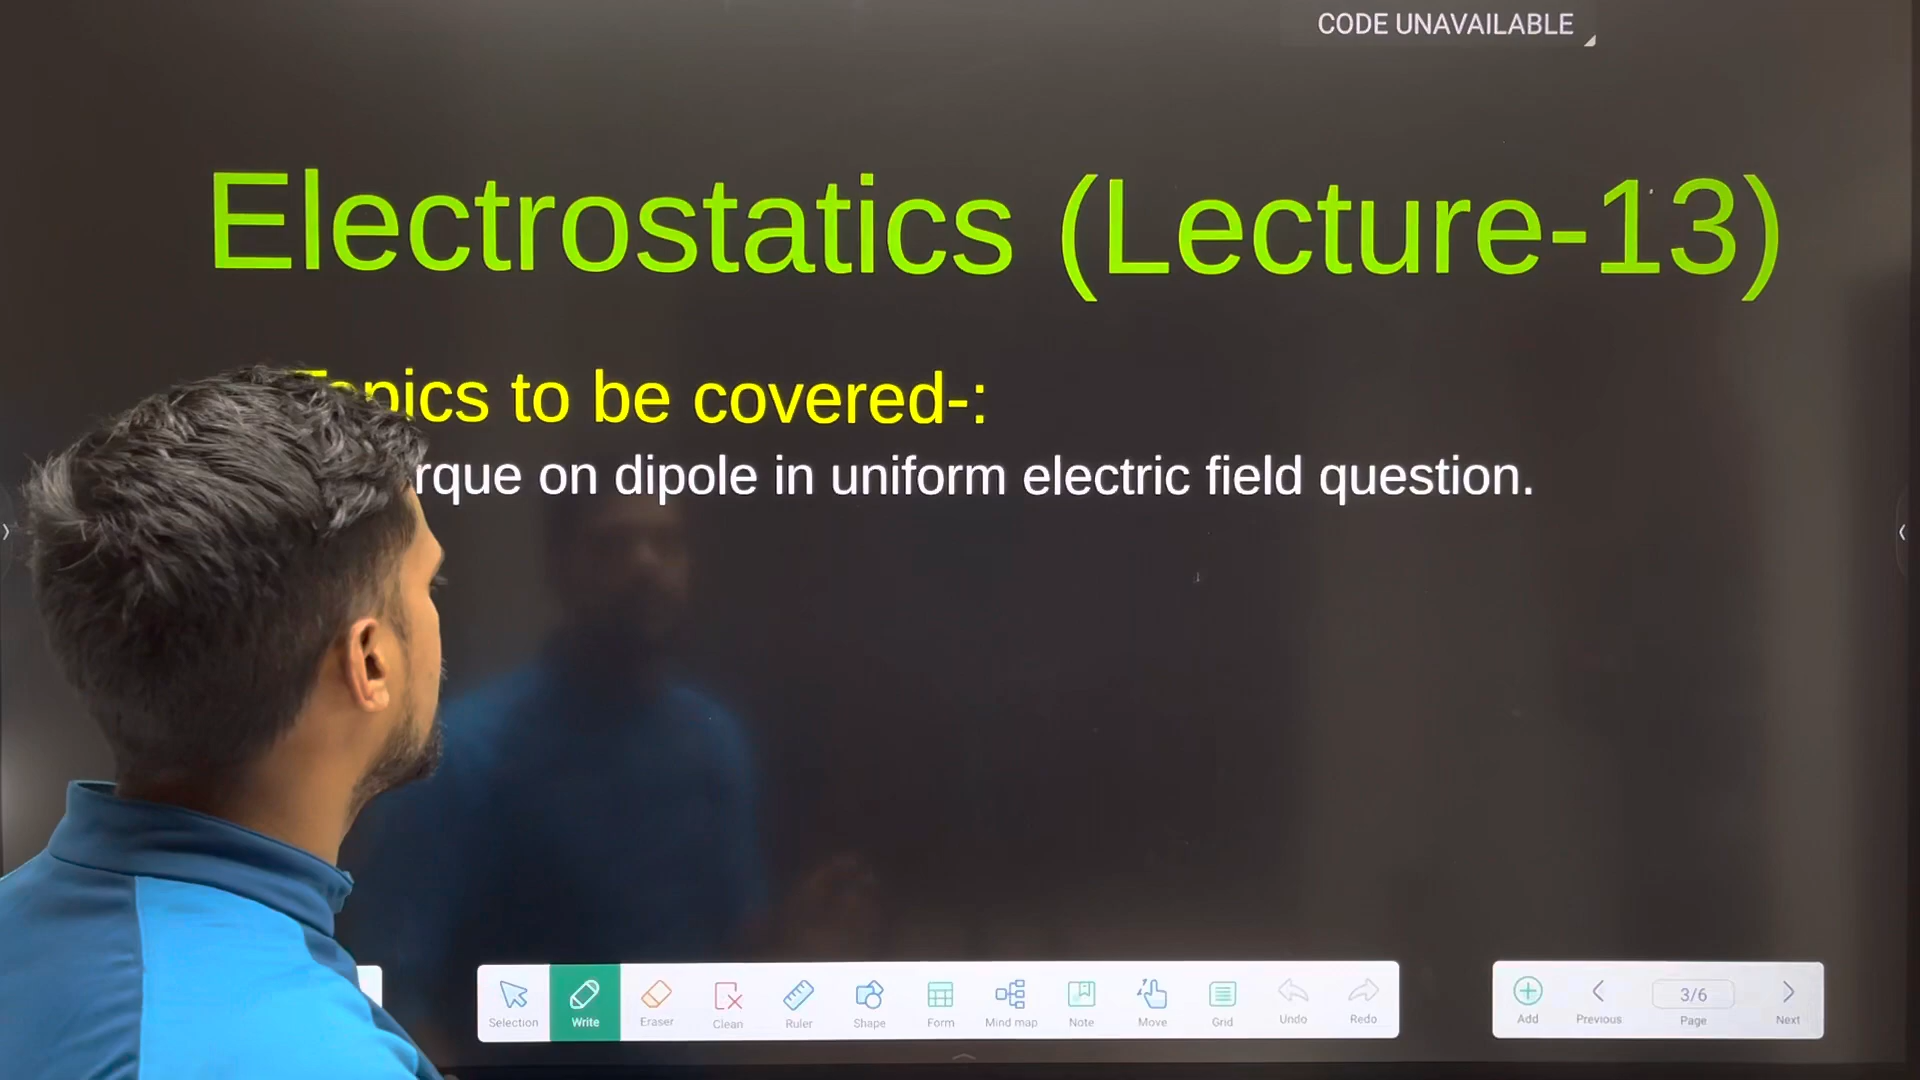 CODE UNAVAILABLE
Electrostatics (Lecture-13)
Topics to be covered-:
rque on dipole in uniform electric field question.
Selection
Write
Eraser
Clean
Ruler
Shape
Form
Mind map
Note
Move
Grid
Undo
Redo
Add
Previous
3/6
Page
Next